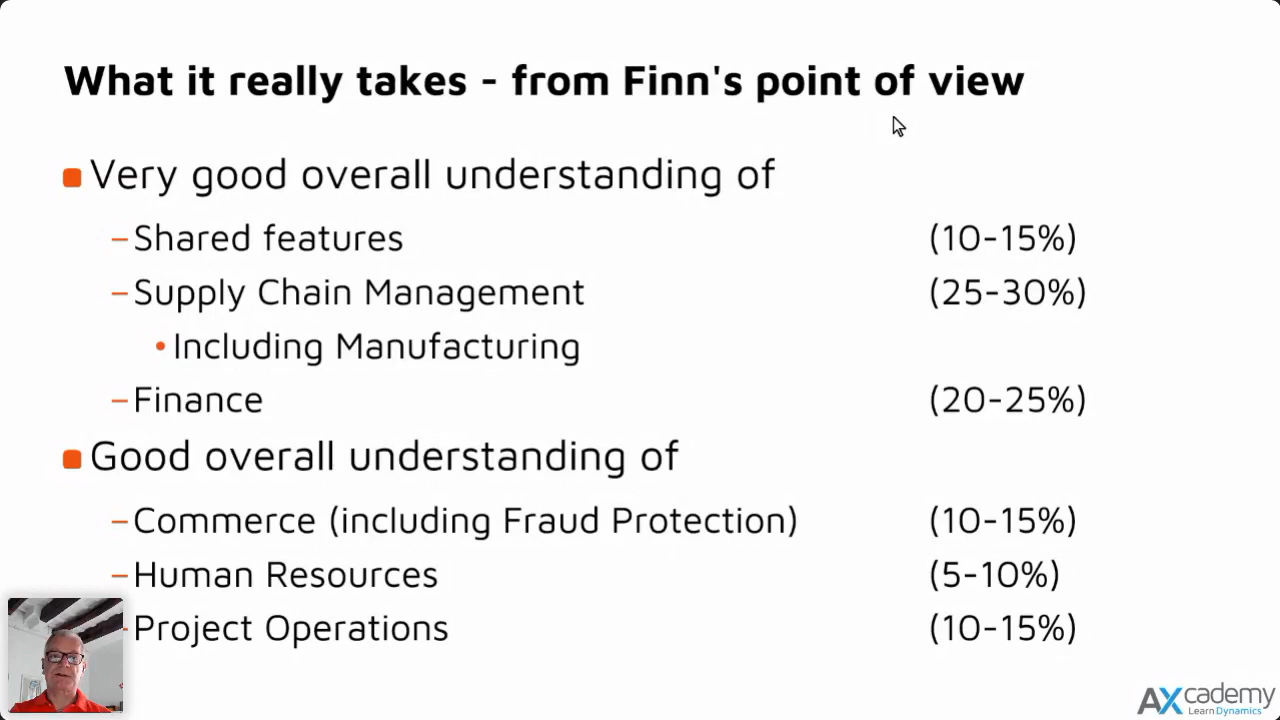 What it really takes - from Finn's point of view
Very good overall understanding of
–Shared features (10-15%)
–Supply Chain Management (25-30%)
•Including Manufacturing
–Finance (20-25%)
Good overall understanding of
–Commerce (including Fraud Protection) (10-15%)
–Human Resources (5-10%)
–Project Operations (10-15%)
AXcademy
Learn Dynamics